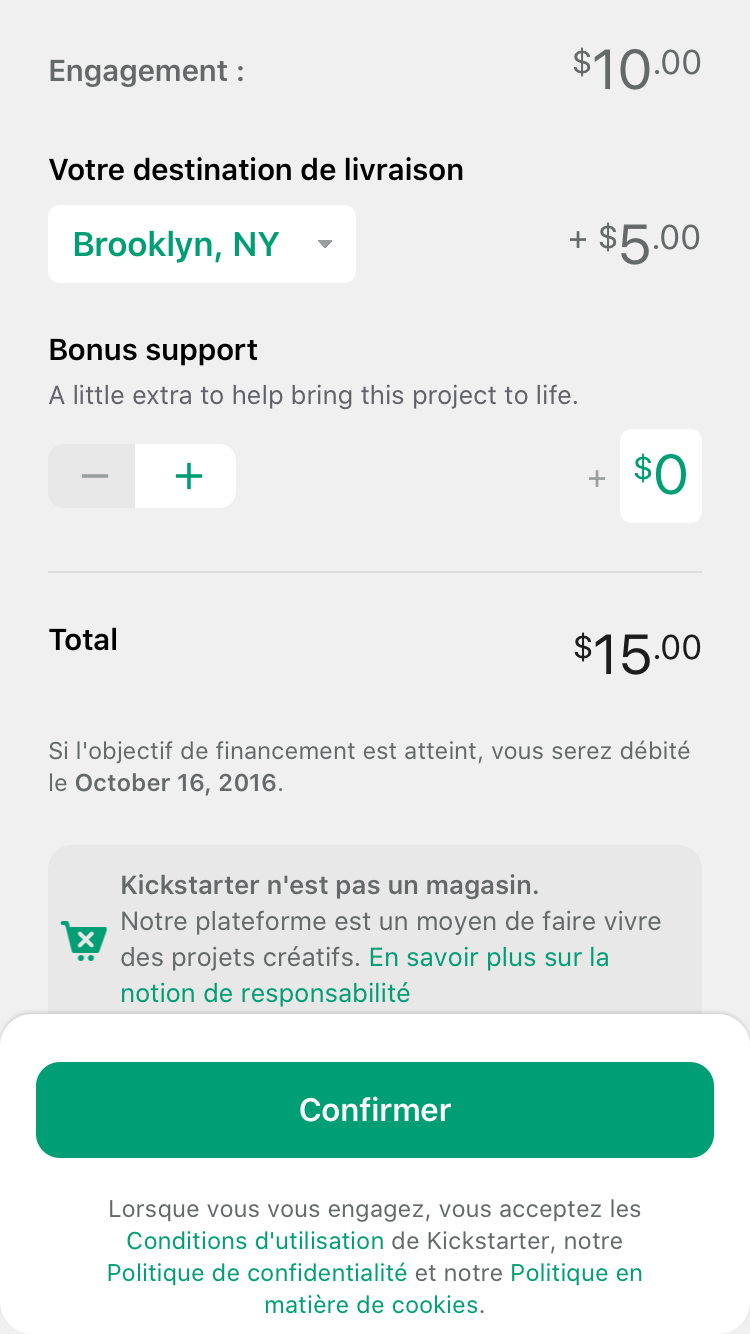 Engagement : $10.00
Votre destination de livraison
Brooklyn, NY + $5.00
Bonus support
A little extra to help bring this project to life.
− + + $0
Total $15.00
Si l'objectif de financement est atteint, vous serez débité
le October 16, 2016.
Kickstarter n'est pas un magasin.
Notre plateforme est un moyen de faire vivre
des projets créatifs. En savoir plus sur la
notion de responsabilité
Confirmer
Lorsque vous vous engagez, vous acceptez les
Conditions d'utilisation de Kickstarter, notre
Politique de confidentialité et notre Politique en
matière de cookies.